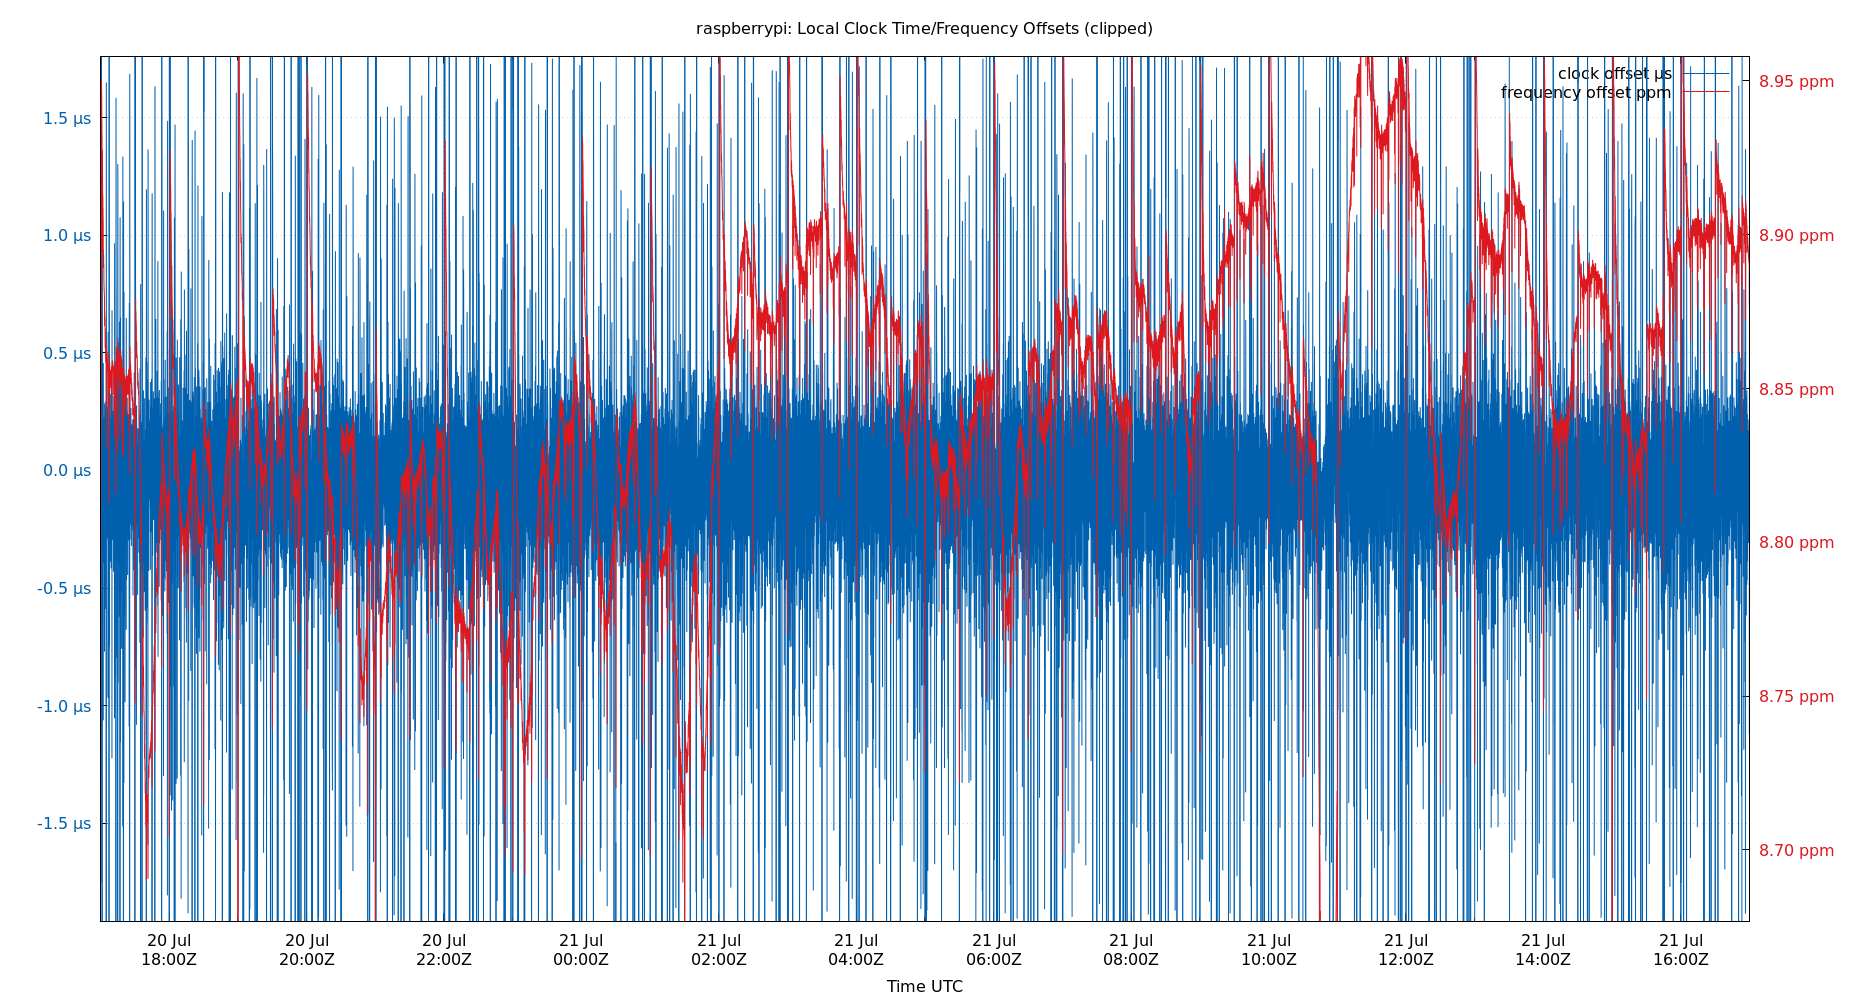 raspberrypi: Local Clock Time/Frequency Offsets (clipped)
clock offset µs
frequency offset ppm
1.5 µs
1.0 µs
0.5 µs
0.0 µs
-0.5 µs
-1.0 µs
-1.5 µs
8.95 ppm
8.90 ppm
8.85 ppm
8.80 ppm
8.75 ppm
8.70 ppm
20 Jul 20 Jul 20 Jul 21 Jul 21 Jul 21 Jul 21 Jul 21 Jul 21 Jul 21 Jul 21 Jul 21 Jul
18:00Z 20:00Z 22:00Z 00:00Z 02:00Z 04:00Z 06:00Z 08:00Z 10:00Z 12:00Z 14:00Z 16:00Z
Time UTC